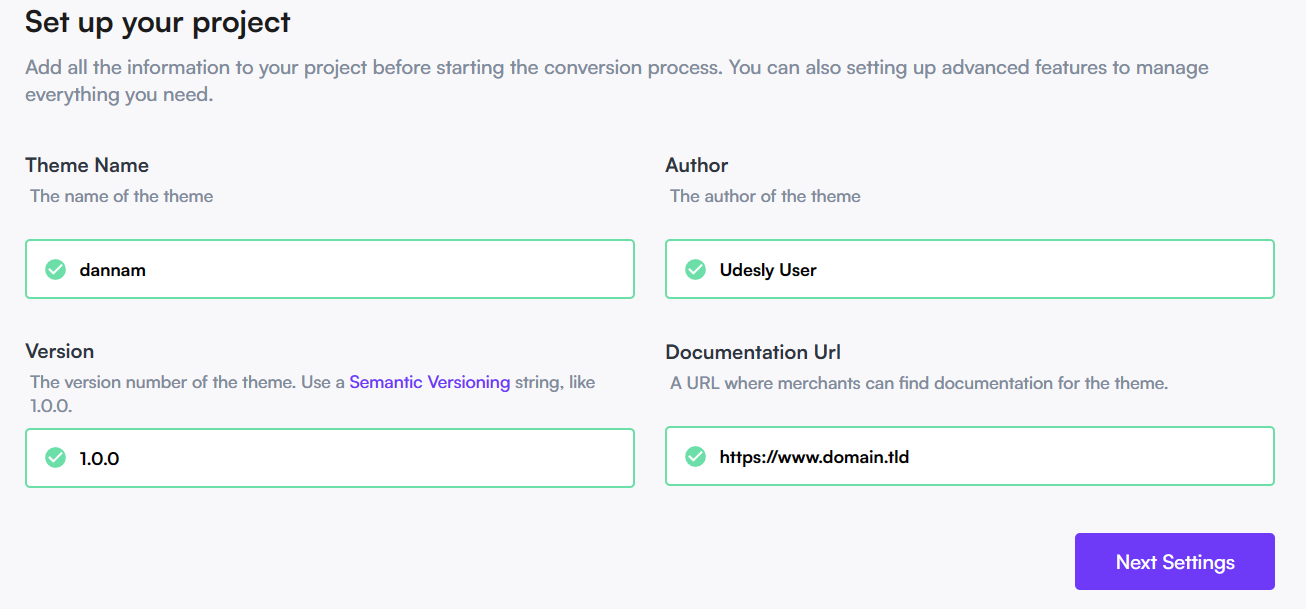 Set up your project
Add all the information to your project before starting the conversion process. You can also setting up advanced features to manage
everything you need.
Theme Name
The name of the theme
dannam
Author
The author of the theme
Udesly User
Version
The version number of the theme. Use a Semantic Versioning string, like
1.0.0.
1.0.0
Documentation Url
A URL where merchants can find documentation for the theme.
https://www.domain.tld
Next Settings